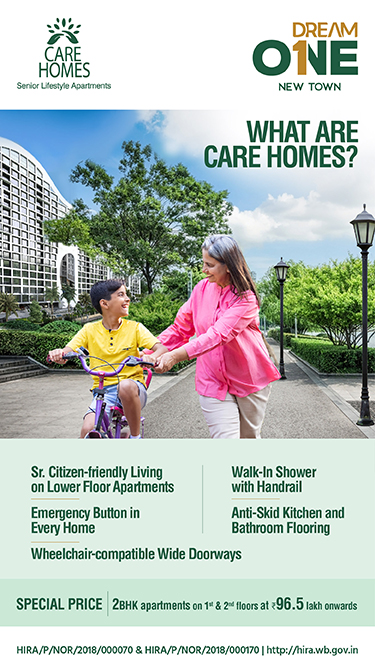 CARE
HOMES
Senior Lifestyle Apartments
DREAM
ONE
NEW TOWN
WHAT ARE
CARE HOMES?
Sr. Citizen-friendly Living
on Lower Floor Apartments
Emergency Button in
Every Home
Wheelchair-compatible Wide Doorways
Walk-In Shower
with Handrail
Anti-Skid Kitchen and
Bathroom Flooring
SPECIAL PRICE | 2BHK apartments on 1st & 2nd floors at ₹96.5 lakh onwards
HIRA/P/NOR/2018/000070 & HIRA/P/NOR/2018/000170 | http://hira.wb.gov.in